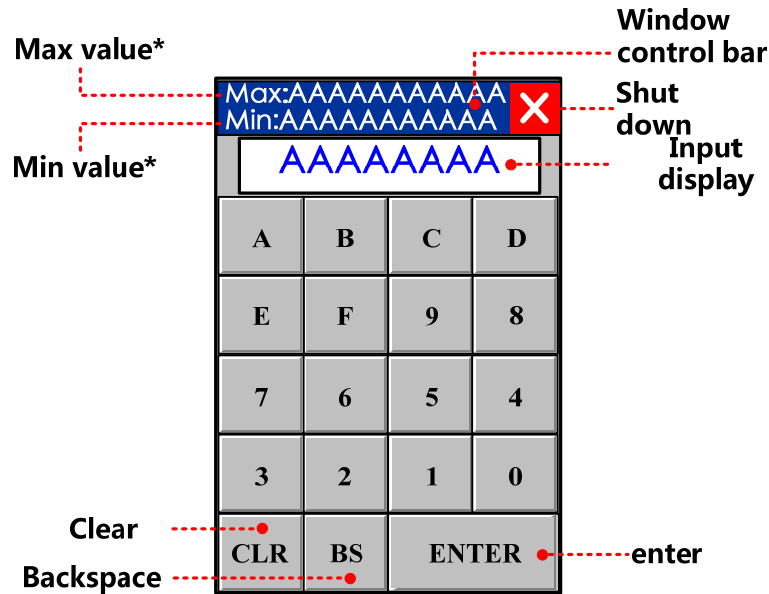 Max value*
Min value*
Window
control bar
Shut
down
Input
display
Max:AAAAAAAAAAA
Min:AAAAAAAAAAA
AAAAAAAA
A B C D
E F 9 8
7 6 5 4
3 2 1 0
CLR BS ENTER
Clear
Backspace
enter